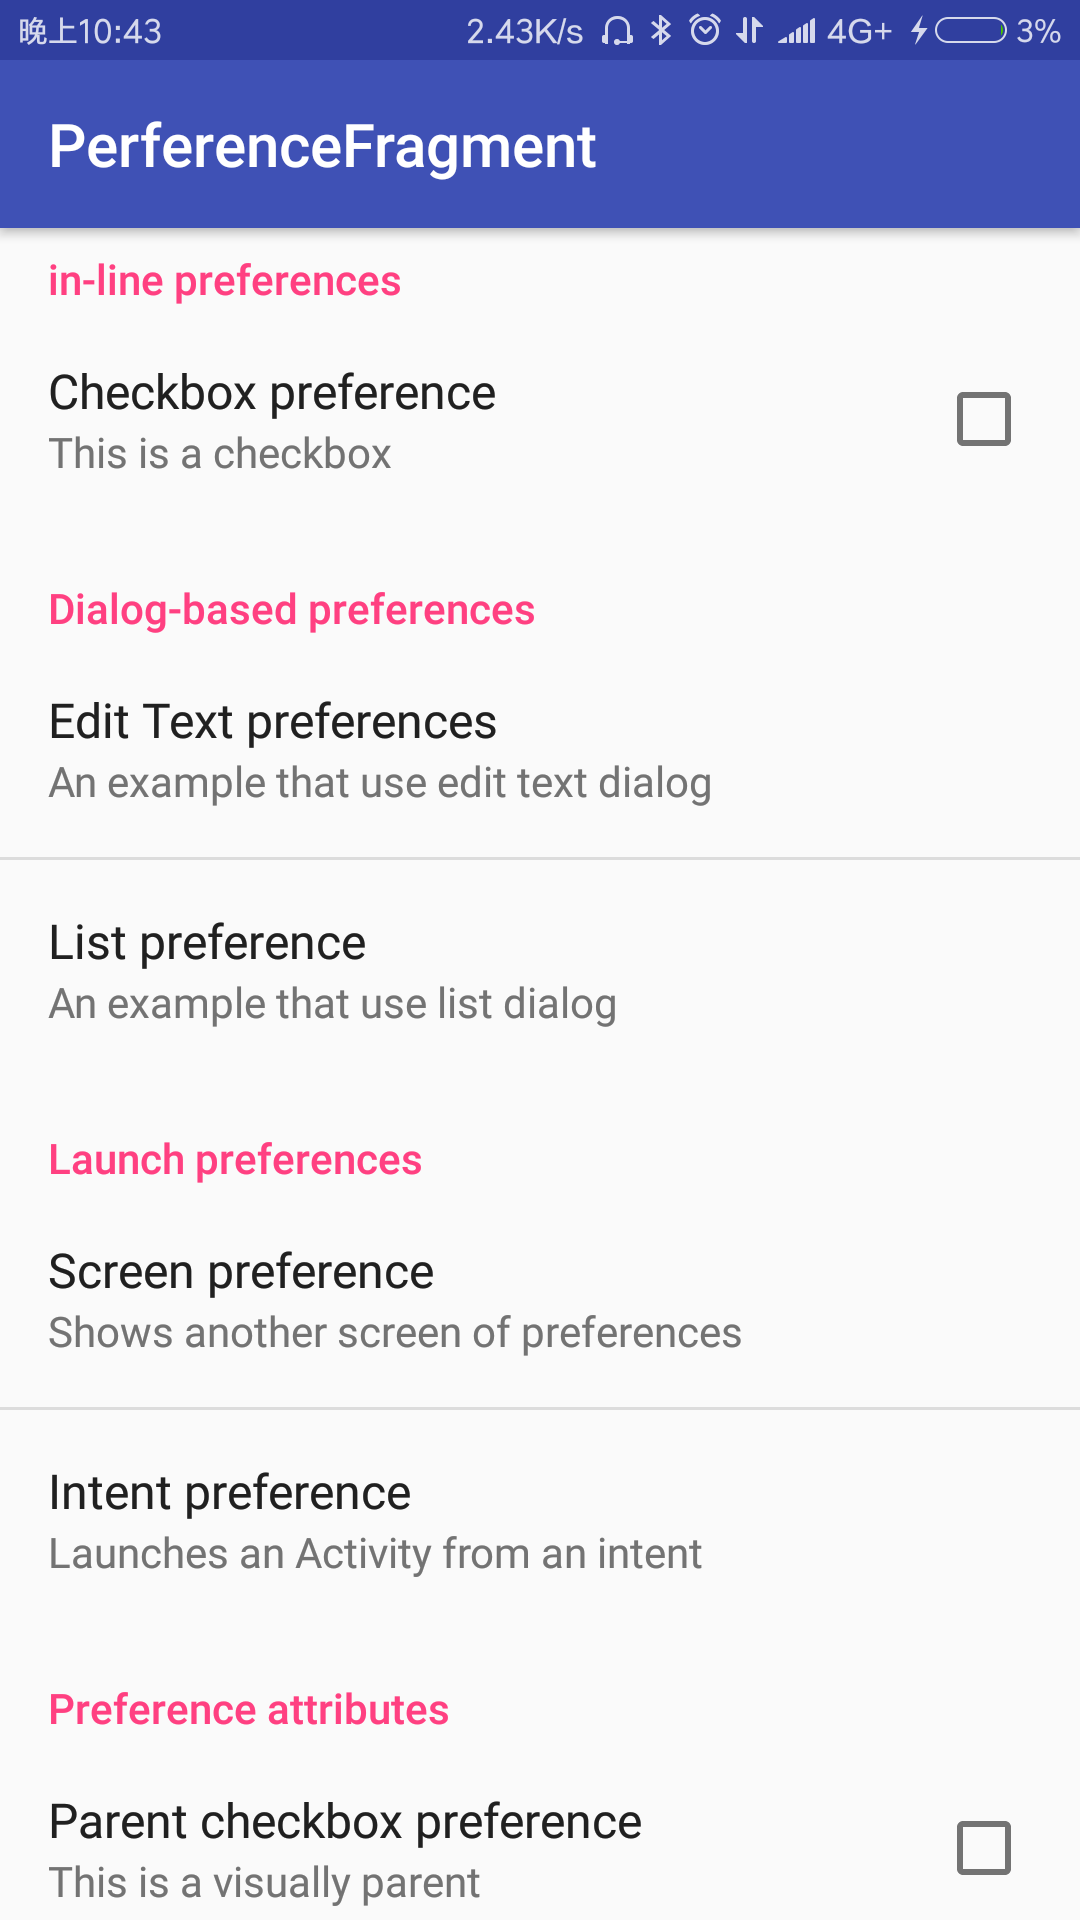 晚上10:43 2.43K/s 4G+ 3%
PerferenceFragment
in-line preferences
Checkbox preference
This is a checkbox
Dialog-based preferences
Edit Text preferences
An example that use edit text dialog
List preference
An example that use list dialog
Launch preferences
Screen preference
Shows another screen of preferences
Intent preference
Launches an Activity from an intent
Preference attributes
Parent checkbox preference
This is a visually parent